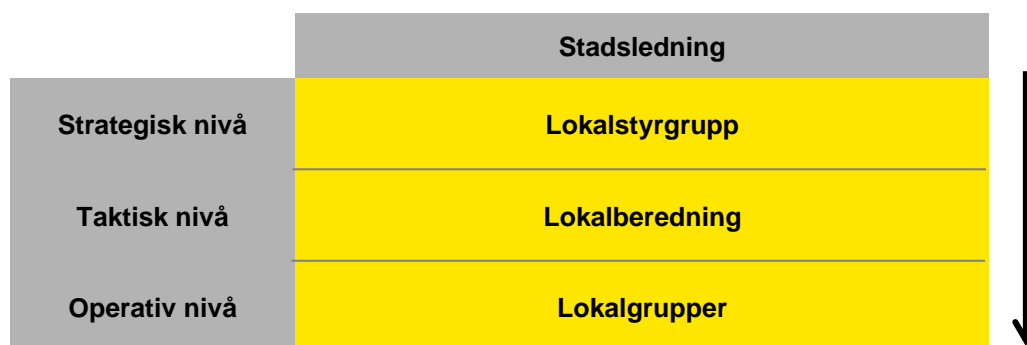 Stadsledning
Strategisk nivå
Lokalstyrgrupp
Taktisk nivå
Lokalberedning
Operativ nivå
Lokalgrupper